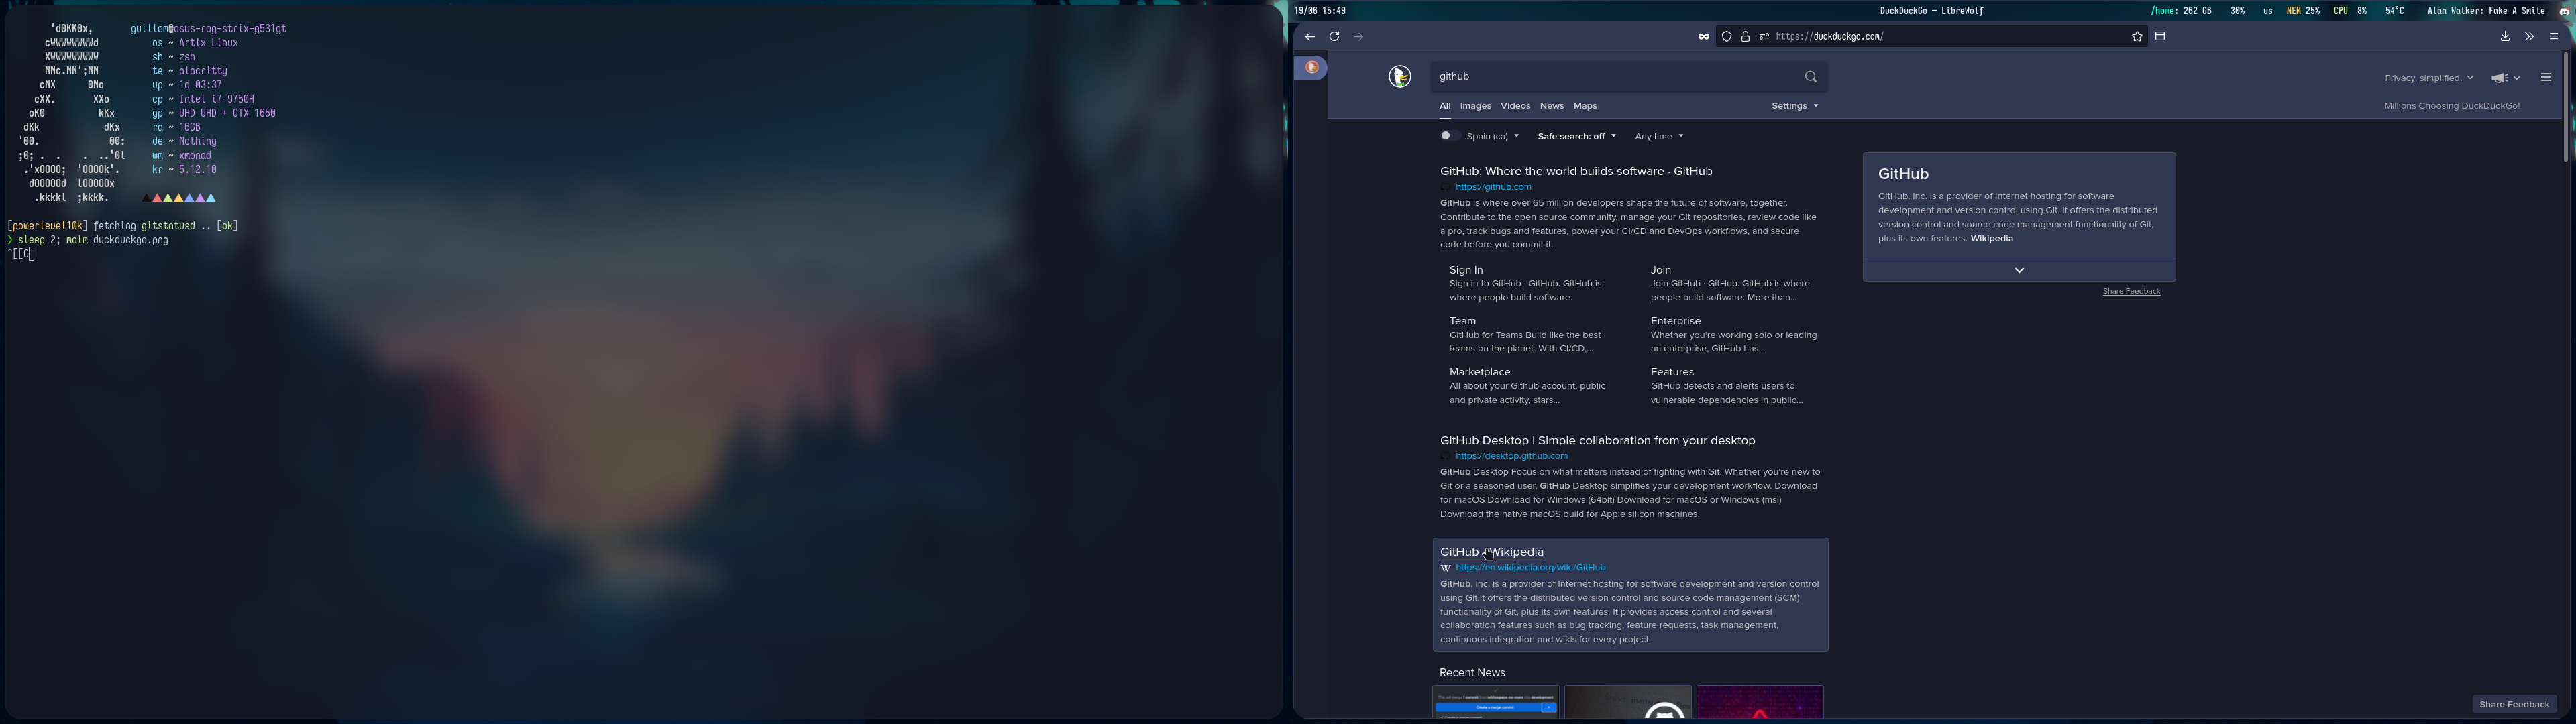 'd0KK0x,
cWWWWWWWd
XWWWWWWWW
NNc.NN';NN
cNX 0No
cXX. XXo
oK0 kKx
dKk dKx
'00. 00:
;0; . . . ..'0l
.'xOOOO; 'OOOOk'.
dOOOOOd lOOOOOx
.kkkkl ;kkkk.
guillem@asus-rog-strix-g531gt
os ~ Artix Linux
sh ~ zsh
te ~ alacritty
up ~ 1d 03:37
cp ~ Intel i7-9750H
gp ~ UHD UHD + GTX 1650
ra ~ 16GB
de ~ Nothing
wm ~ xmonad
kr ~ 5.12.10
[powerlevel10k] fetching gitstatusd .. [ok]
❯ sleep 2; maim duckduckgo.png
^[[C
19/06 15:49
DuckDuckGo — LibreWolf
/home: 262 GB 30% us MEM 25% CPU 8% 54°C Alan Walker: Fake A Smile
https://duckduckgo.com/
github
Privacy, simplified.
All Images Videos News Maps Settings
Millions Choosing DuckDuckGo!
Spain (ca) Safe search: off Any time
GitHub: Where the world builds software · GitHub
https://github.com
GitHub is where over 65 million developers shape the future of software, together.
Contribute to the open source community, manage your Git repositories, review code like
a pro, track bugs and features, power your CI/CD and DevOps workflows, and secure
code before you commit it.
Sign In
Sign in to GitHub · GitHub. GitHub is
where people build software.
Join
Join GitHub · GitHub. GitHub is where
people build software. More than...
Team
GitHub for Teams Build like the best
teams on the planet. With CI/CD,...
Enterprise
Whether you're working solo or leading
an enterprise, GitHub has...
Marketplace
All about your Github account, public
and private activity, stars...
Features
GitHub detects and alerts users to
vulnerable dependencies in public...
GitHub Desktop | Simple collaboration from your desktop
https://desktop.github.com
GitHub Desktop Focus on what matters instead of fighting with Git. Whether you're new to
Git or a seasoned user, GitHub Desktop simplifies your development workflow. Download
for macOS Download for Windows (64bit) Download for macOS or Windows (msi)
Download the native macOS build for Apple silicon machines.
GitHub - Wikipedia
W https://en.wikipedia.org/wiki/GitHub
GitHub, Inc. is a provider of Internet hosting for software development and version control
using Git.It offers the distributed version control and source code management (SCM)
functionality of Git, plus its own features. It provides access control and several
collaboration features such as bug tracking, feature requests, task management,
continuous integration and wikis for every project.
Recent News
Create a merge commit
GitHub
GitHub, Inc. is a provider of Internet hosting for software
development and version control using Git. It offers the distributed
version control and source code management functionality of Git,
plus its own features. Wikipedia
Share Feedback
Share Feedback